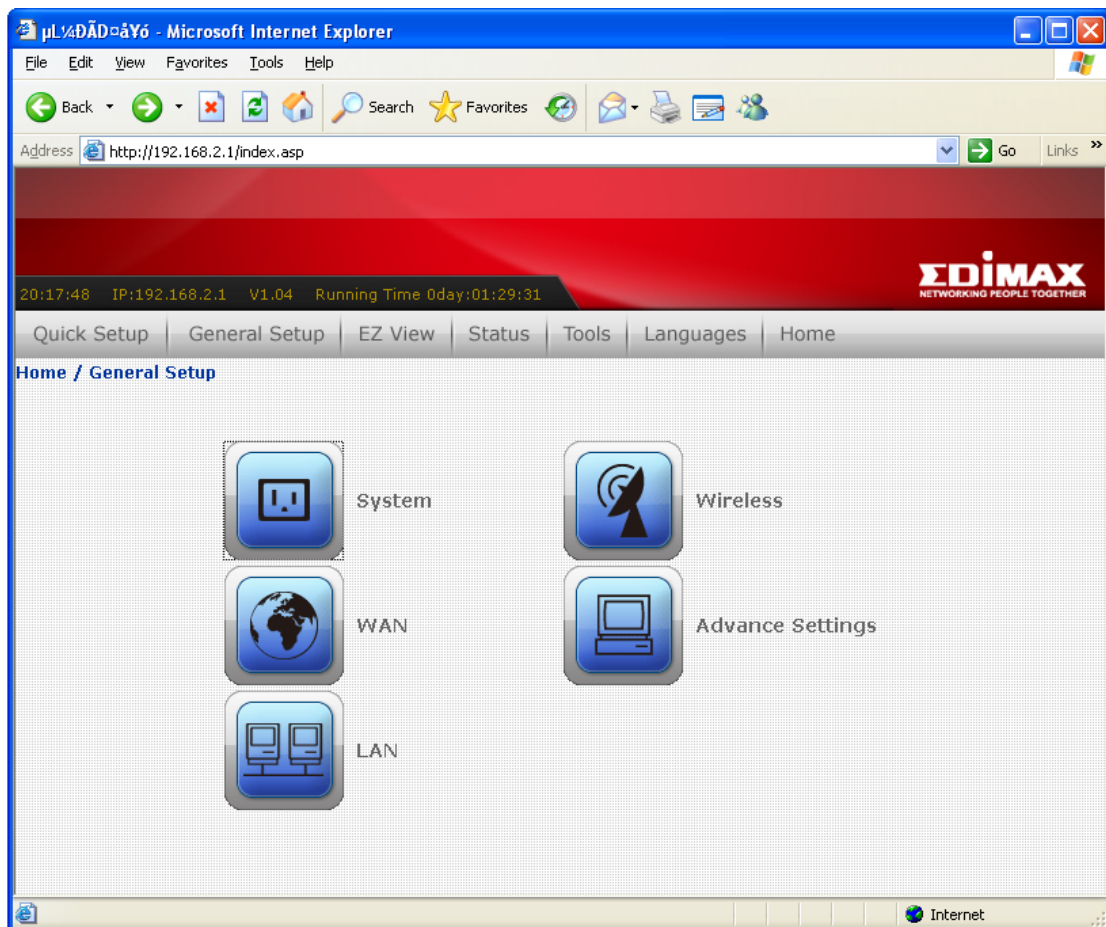 µL¼ÐÃD¤åYó - Microsoft Internet Explorer
File Edit View Favorites Tools Help
Back Search Favorites
Address http://192.168.2.1/index.asp Go Links »
EDIMAX
NETWORKING PEOPLE TOGETHER
20:17:48 IP:192.168.2.1 V1.04 Running Time 0day:01:29:31
Quick Setup General Setup EZ View Status Tools Languages Home
Home / General Setup
System Wireless
WAN Advance Settings
LAN
Internet